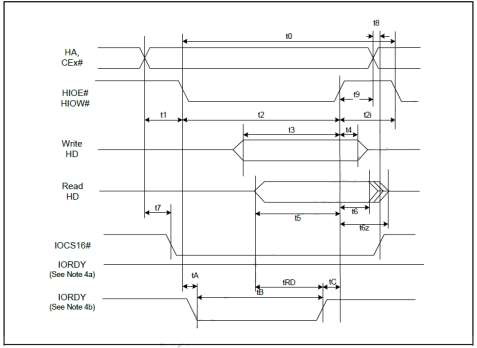 t0
t8
HA,
CEx#
HIOE#
HIOW#
t9
t1
t2
t2i
t3
t4
Write
HD
Read
HD
t7
t5
t6
t6z
IOCS16#
IORDY
(See Note 4a)
tA
tRD
tC
tB
IORDY
(See Note 4b)